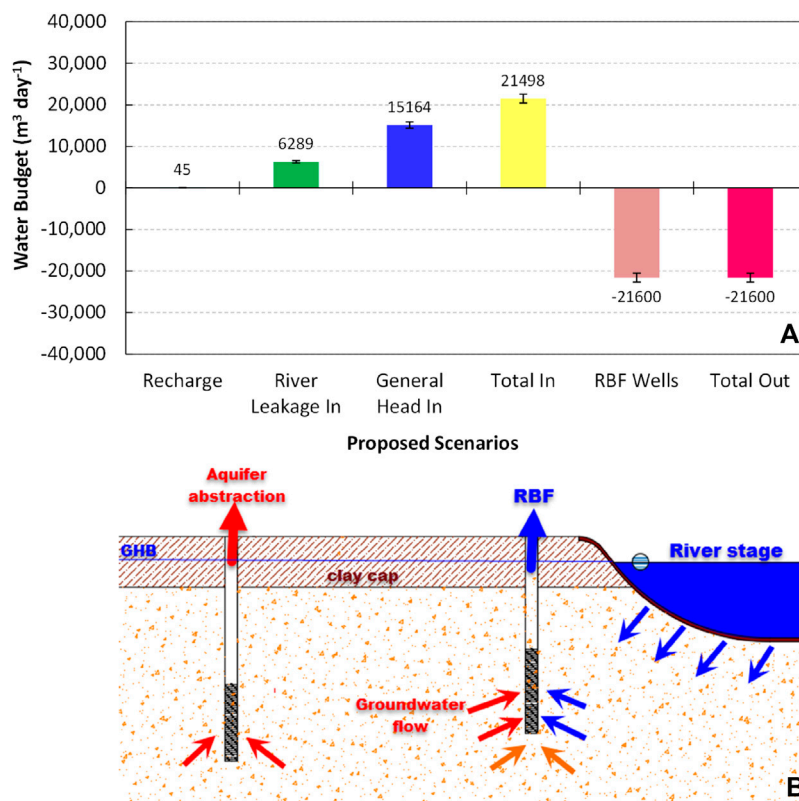 40,000
30,000
20,000
10,000
0
-10,000
-20,000
-30,000
-40,000
Water Budget (m³ day⁻¹)
45
6289
15164
21498
-21600
-21600
A
Recharge
River
Leakage In
General
Head In
Total In
RBF Wells
Total Out
Proposed Scenarios
Aquifer
abstraction
RBF
GHB
River stage
clay cap
Groundwater
flow
B